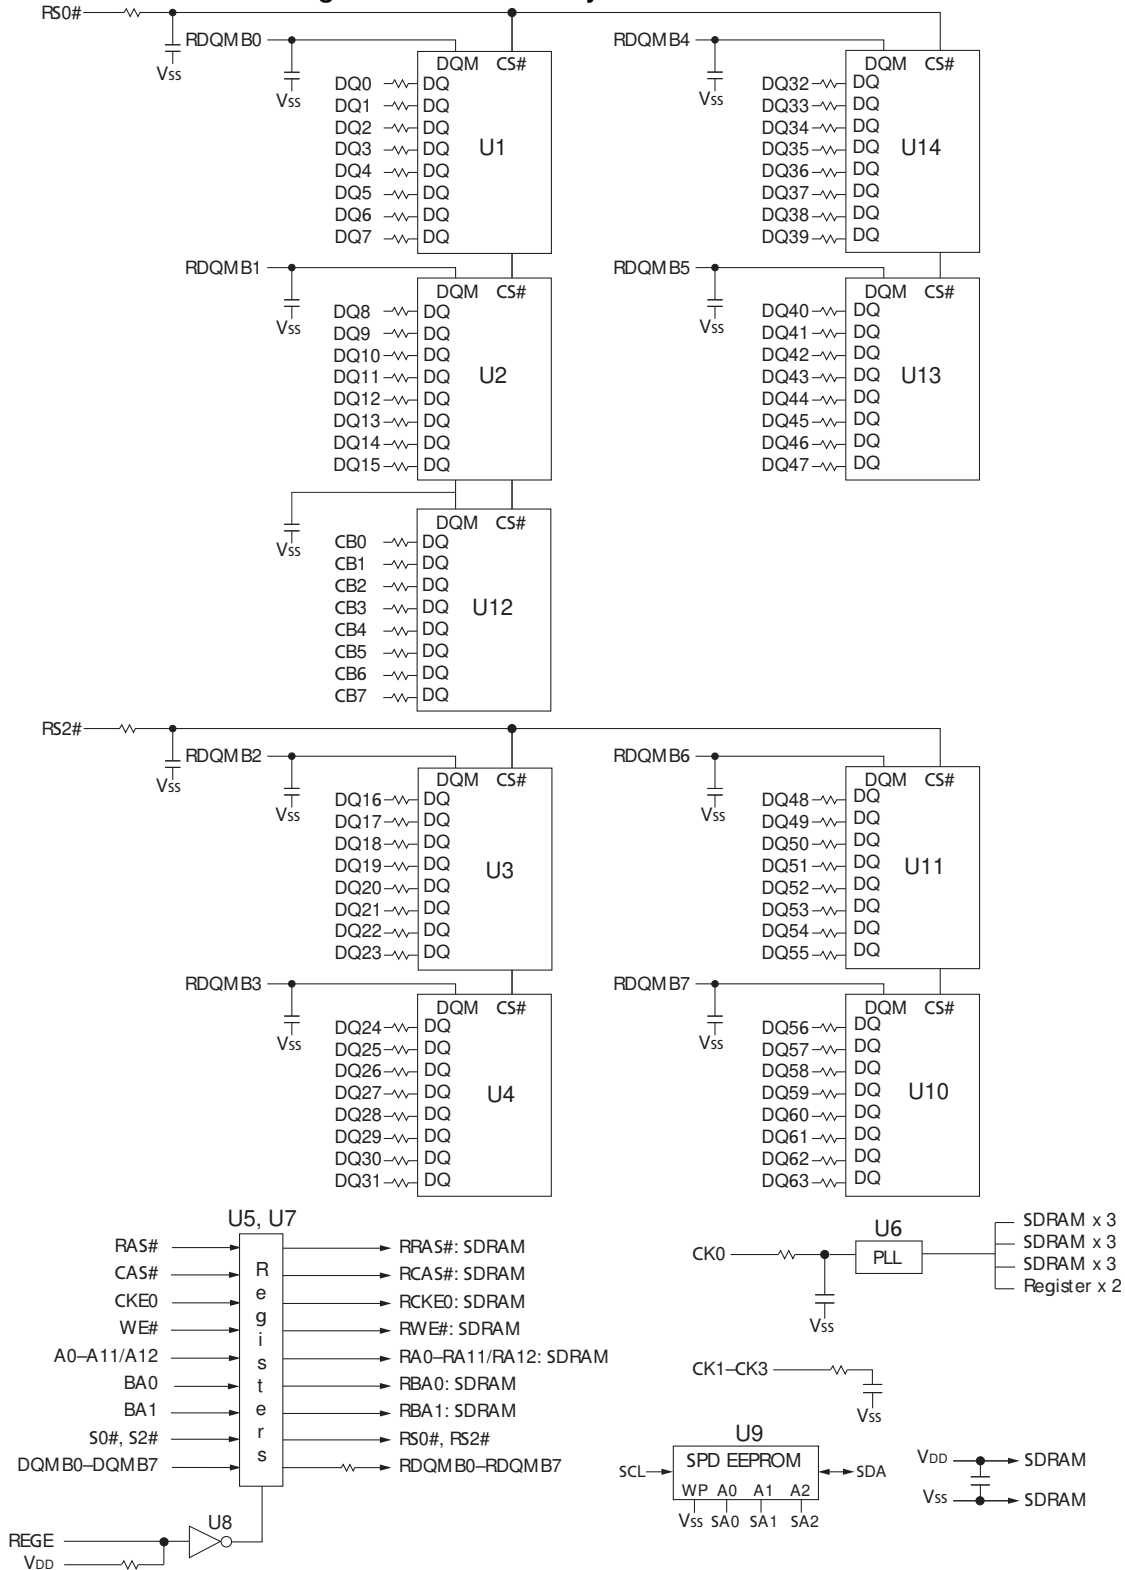 RS0#
RDQMB0
RDQMB4
Vss
Vss
Vss
DQM CS#
DQ0 DQ
DQ1 DQ
DQ2 DQ
DQ3 DQ
DQ4 DQ
DQ5 DQ
DQ6 DQ
DQ7 DQ
U1
DQM CS#
DQ32 DQ
DQ33 DQ
DQ34 DQ
DQ35 DQ
DQ36 DQ
DQ37 DQ
DQ38 DQ
DQ39 DQ
U14
RDQMB1
Vss
DQM CS#
DQ8 DQ
DQ9 DQ
DQ10 DQ
DQ11 DQ
DQ12 DQ
DQ13 DQ
DQ14 DQ
DQ15 DQ
U2
RDQMB5
Vss
DQM CS#
DQ40 DQ
DQ41 DQ
DQ42 DQ
DQ43 DQ
DQ44 DQ
DQ45 DQ
DQ46 DQ
DQ47 DQ
U13
Vss
DQM CS#
CB0 DQ
CB1 DQ
CB2 DQ
CB3 DQ
CB4 DQ
CB5 DQ
CB6 DQ
CB7 DQ
U12
RS2#
Vss
RDQMB2
Vss
DQM CS#
DQ16 DQ
DQ17 DQ
DQ18 DQ
DQ19 DQ
DQ20 DQ
DQ21 DQ
DQ22 DQ
DQ23 DQ
U3
RDQMB6
Vss
DQM CS#
DQ48 DQ
DQ49 DQ
DQ50 DQ
DQ51 DQ
DQ52 DQ
DQ53 DQ
DQ54 DQ
DQ55 DQ
U11
RDQMB3
Vss
DQM CS#
DQ24 DQ
DQ25 DQ
DQ26 DQ
DQ27 DQ
DQ28 DQ
DQ29 DQ
DQ30 DQ
DQ31 DQ
U4
RDQMB7
Vss
DQM CS#
DQ56 DQ
DQ57 DQ
DQ58 DQ
DQ59 DQ
DQ60 DQ
DQ61 DQ
DQ62 DQ
DQ63 DQ
U10
U5, U7
Registers
RAS# RRAS#: SDRAM
CAS# RCAS#: SDRAM
CKE0 RCKE0: SDRAM
WE# RWE#: SDRAM
A0–A11/A12 RA0–RA11/RA12: SDRAM
BA0 RBA0: SDRAM
BA1 RBA1: SDRAM
S0#, S2# RS0#, RS2#
DQMB0–DQMB7 RDQMB0–RDQMB7
U8
REGE
VDD
U6
CK0
PLL
SDRAM x 3
SDRAM x 3
SDRAM x 3
Register x 2
Vss
CK1–CK3
Vss
U9
SPD EEPROM
SCL
SDA
WP A0 A1 A2
Vss SA0 SA1 SA2
VDD SDRAM
Vss SDRAM